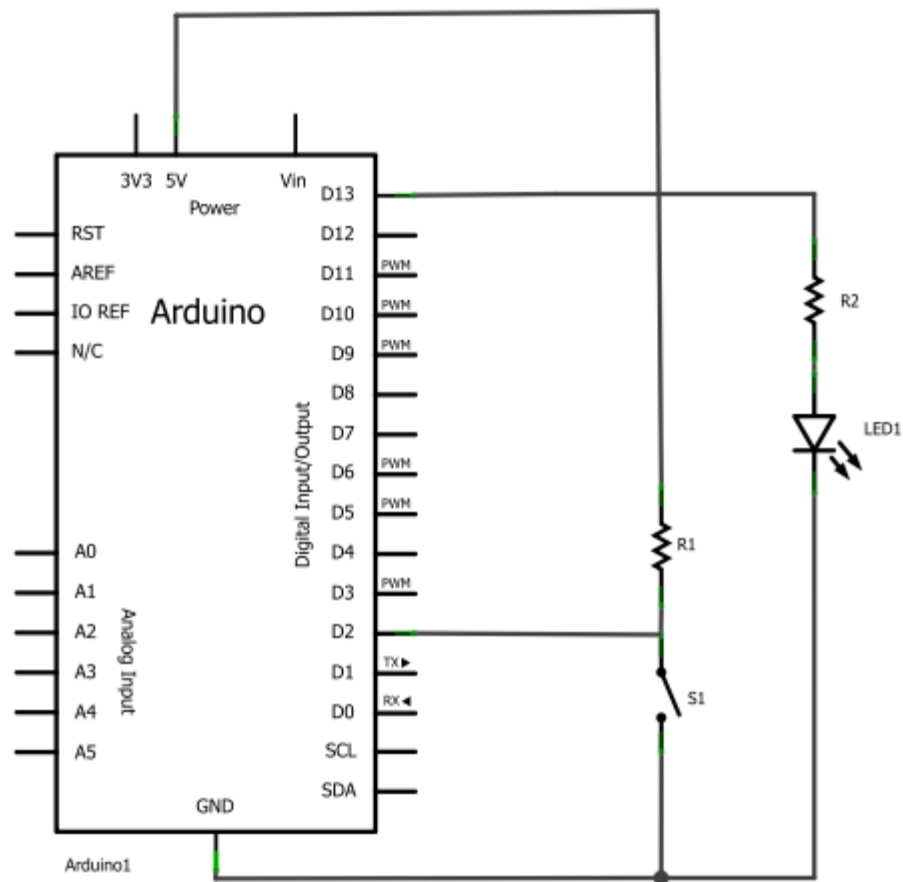 3V3 5V Vin
Power
D13
RST
D12
AREF
D11 PWM
IO REF
Arduino
D10 PWM
N/C
D9 PWM
D8
D7
D6 PWM
D5 PWM
Digital Input/Output
A0
D4
A1
D3 PWM
A2
D2
A3
D1 TX▶
A4
D0 RX◀
A5
SCL
Analog Input
SDA
GND
Arduino1
R2
LED1
R1
S1